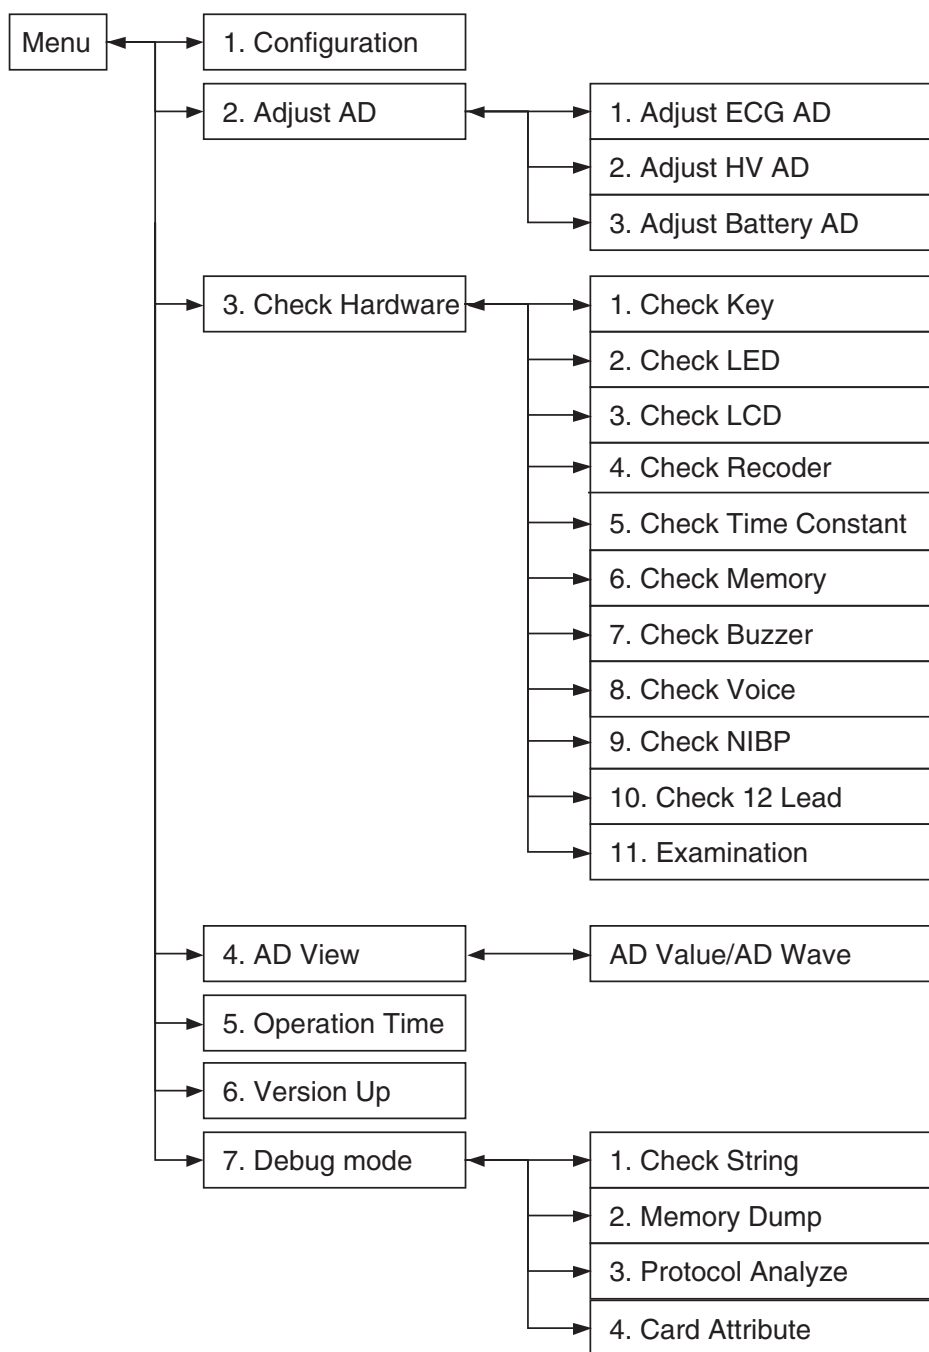 Menu
1. Configuration
2. Adjust AD
1. Adjust ECG AD
2. Adjust HV AD
3. Adjust Battery AD
3. Check Hardware
1. Check Key
2. Check LED
3. Check LCD
4. Check Recoder
5. Check Time Constant
6. Check Memory
7. Check Buzzer
8. Check Voice
9. Check NIBP
10. Check 12 Lead
11. Examination
4. AD View
AD Value/AD Wave
5. Operation Time
6. Version Up
7. Debug mode
1. Check String
2. Memory Dump
3. Protocol Analyze
4. Card Attribute